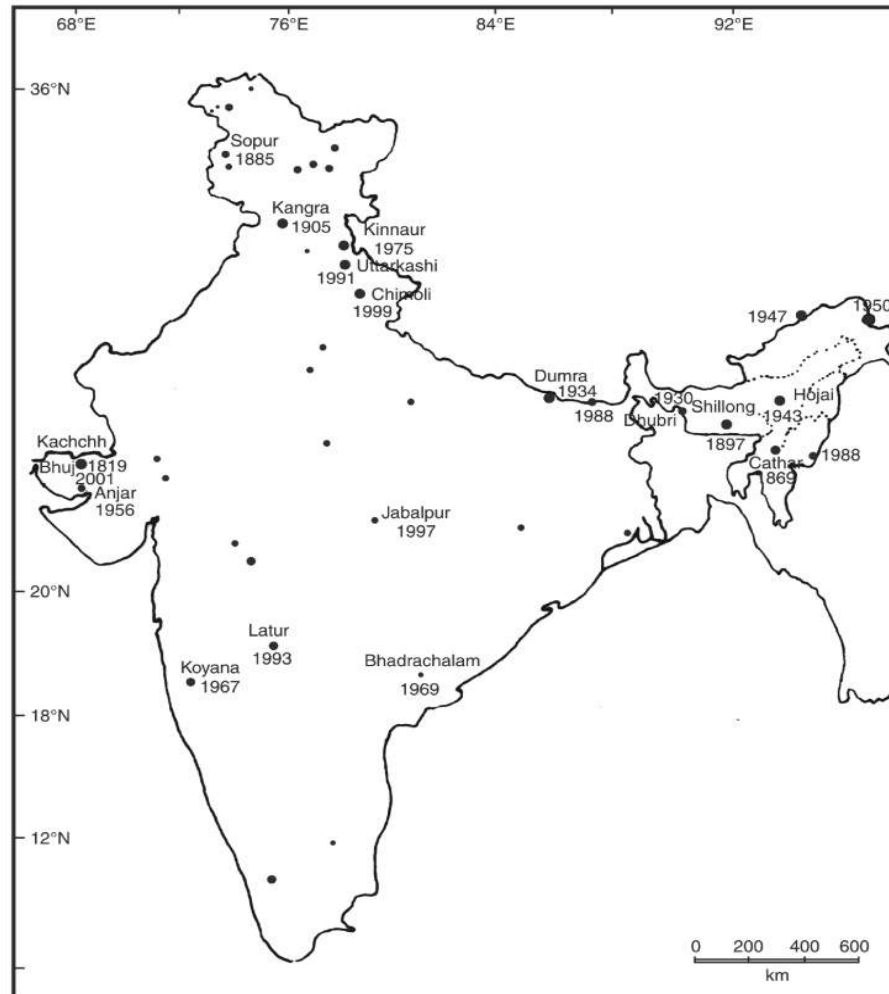 68°E 76°E 84°E 92°E
36°N
Sopur
1885
Kangra
1905
Kinnaur
1975
Uttarkashi
1991
Chimoli
1999
1947
1950
Dumra
1934
1988
1930
Dhubri
Shillong
1897
Hojai
1943
Cathar
869
1988
Kachchh
Bhuj 1819
2001
Anjar
1956
Jabalpur
1997
20°N
Latur
1993
Koyana
1967
Bhadrachalam
1969
18°N
12°N
0 200 400 600
km